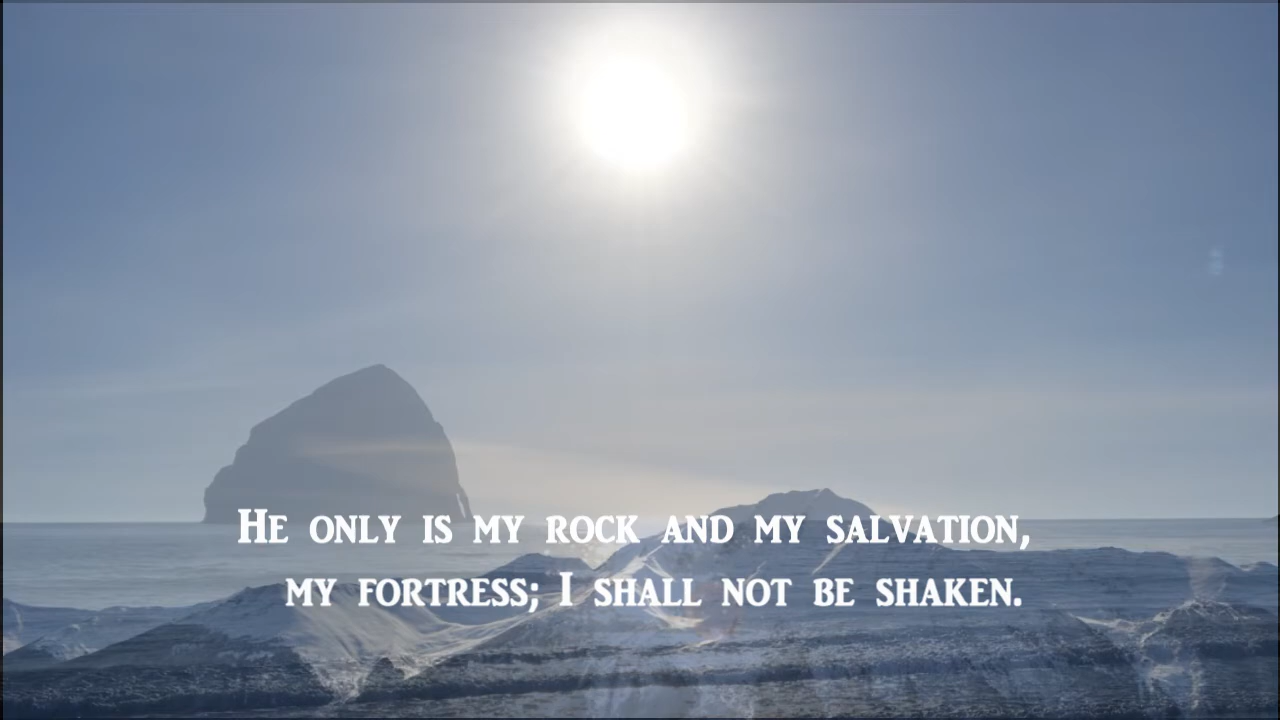 He only is my rock and my salvation,
my fortress; I shall not be shaken.